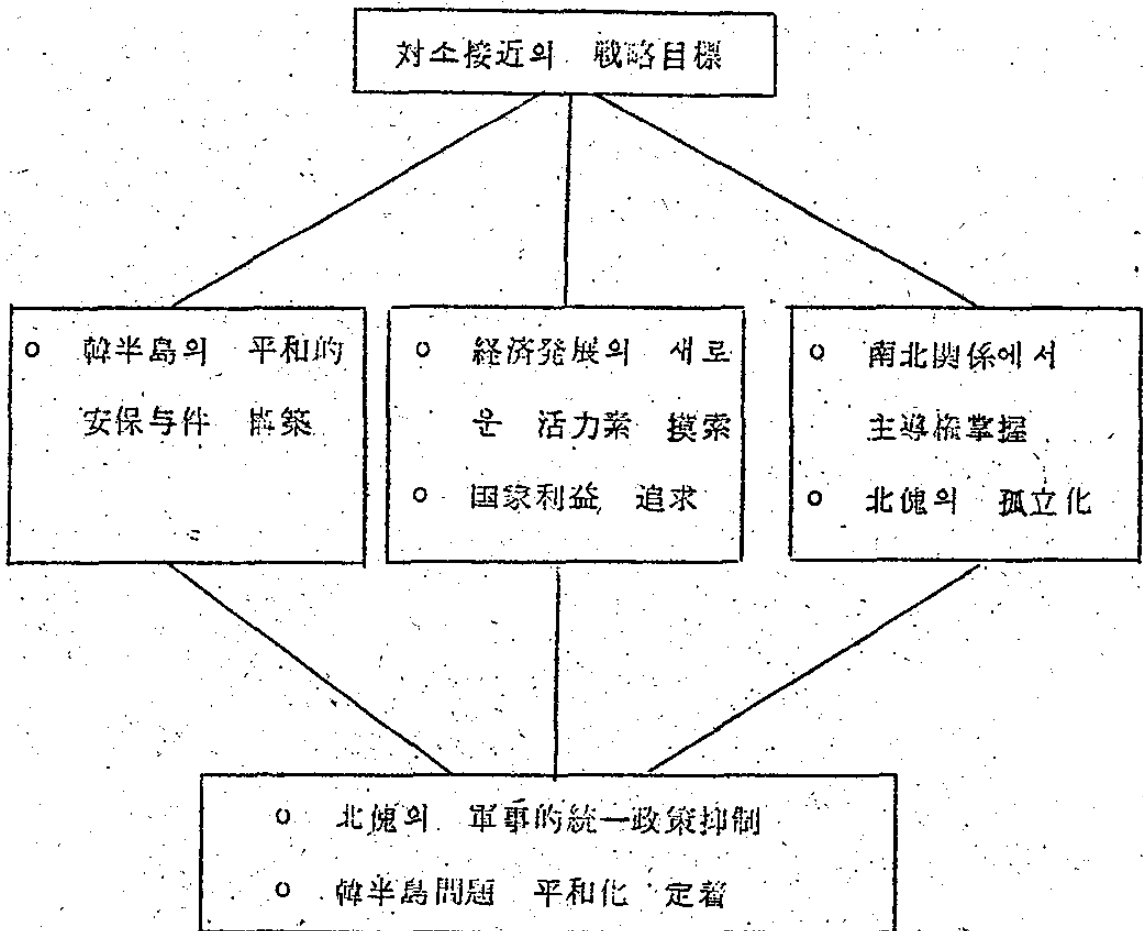 対소接近의 戦略目標
o 韓半島의 平和的
安保与件 構築
o 経済発展의 새로
운 活力素 摸索
o 国家利益 追求
o 南北関係에서
主導権掌握
o 北傀의 孤立化
o 北傀의 軍事的統一政策抑制
o 韓半島問題 平和化 定着